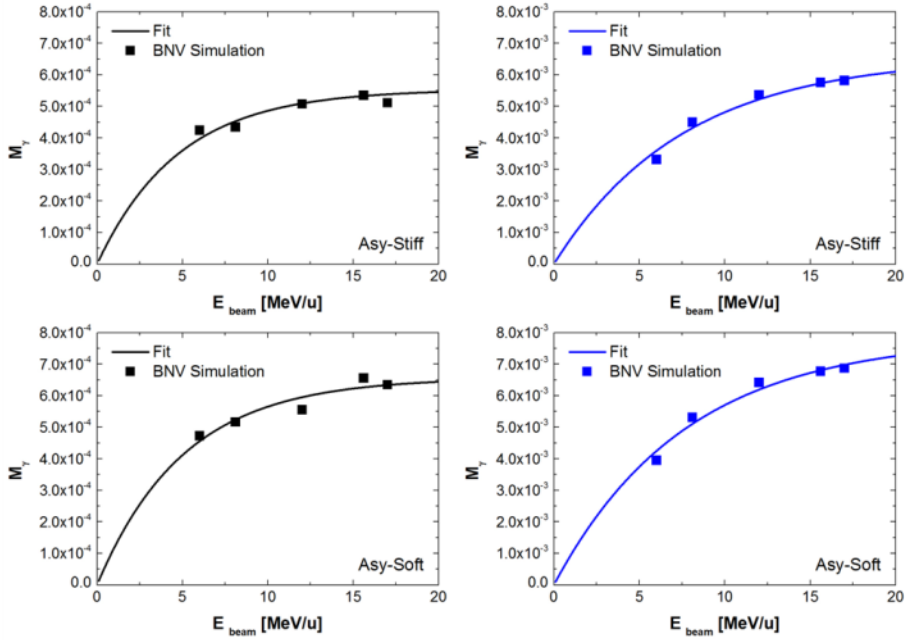 8.0x10⁻⁴
7.0x10⁻⁴
6.0x10⁻⁴
5.0x10⁻⁴
4.0x10⁻⁴
3.0x10⁻⁴
2.0x10⁻⁴
1.0x10⁻⁴
0.0
Mᵧ
Fit
BNV Simulation
Asy-Stiff
0 5 10 15 20
E beam [MeV/u]
8.0x10⁻³
7.0x10⁻³
6.0x10⁻³
5.0x10⁻³
4.0x10⁻³
3.0x10⁻³
2.0x10⁻³
1.0x10⁻³
0.0
Mᵧ
Fit
BNV Simulation
Asy-Stiff
0 5 10 15 20
E beam [MeV/u]
8.0x10⁻⁴
7.0x10⁻⁴
6.0x10⁻⁴
5.0x10⁻⁴
4.0x10⁻⁴
3.0x10⁻⁴
2.0x10⁻⁴
1.0x10⁻⁴
0.0
Mᵧ
Fit
BNV Simulation
Asy-Soft
0 5 10 15 20
E beam [MeV/u]
8.0x10⁻³
7.0x10⁻³
6.0x10⁻³
5.0x10⁻³
4.0x10⁻³
3.0x10⁻³
2.0x10⁻³
1.0x10⁻³
0.0
Mᵧ
Fit
BNV Simulation
Asy-Soft
0 5 10 15 20
E beam [MeV/u]